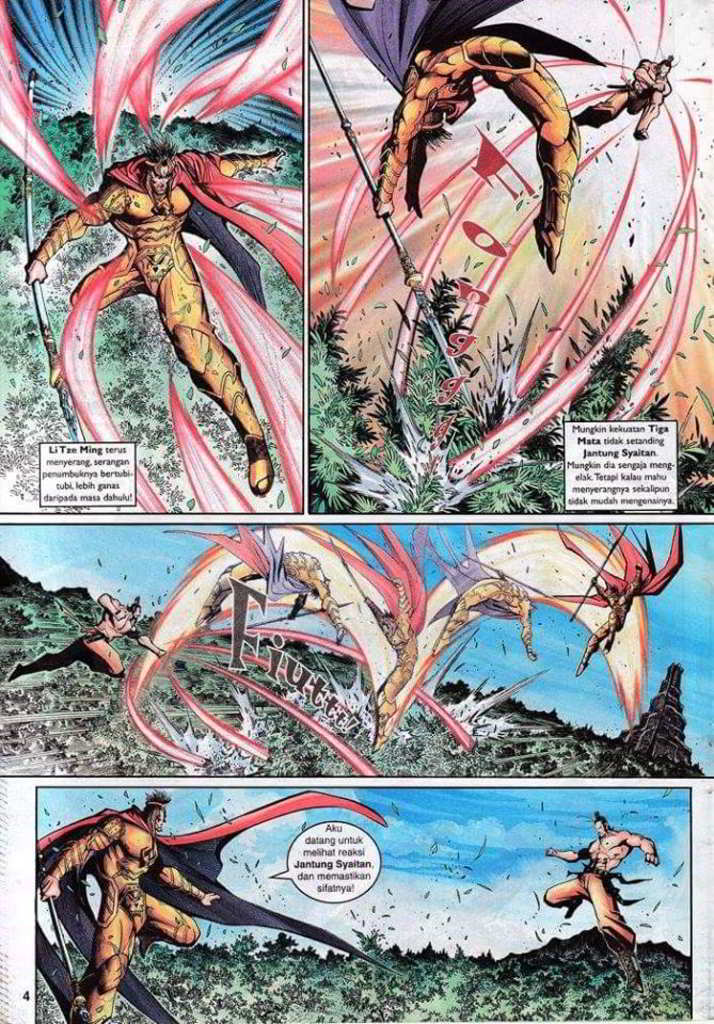 Li Tze Ming terus
menyerang, serangan
penumbuknya bertubi-
tubi, lebih ganas
daripada masa dahulu!
Hongggg
Mungkin kekuatan Tiga
Mata tidak setanding
Jantung Syaitan.
Mungkin dia sengaja meng-
elak. Tetapi kalau mahu
menyerangnya sekalipun
tidak mudah mengenainya.
Fiuttt
Aku
datang untuk
melihat reaksi
Jantung Syaitan,
dan memastikan
sifatnya!
4